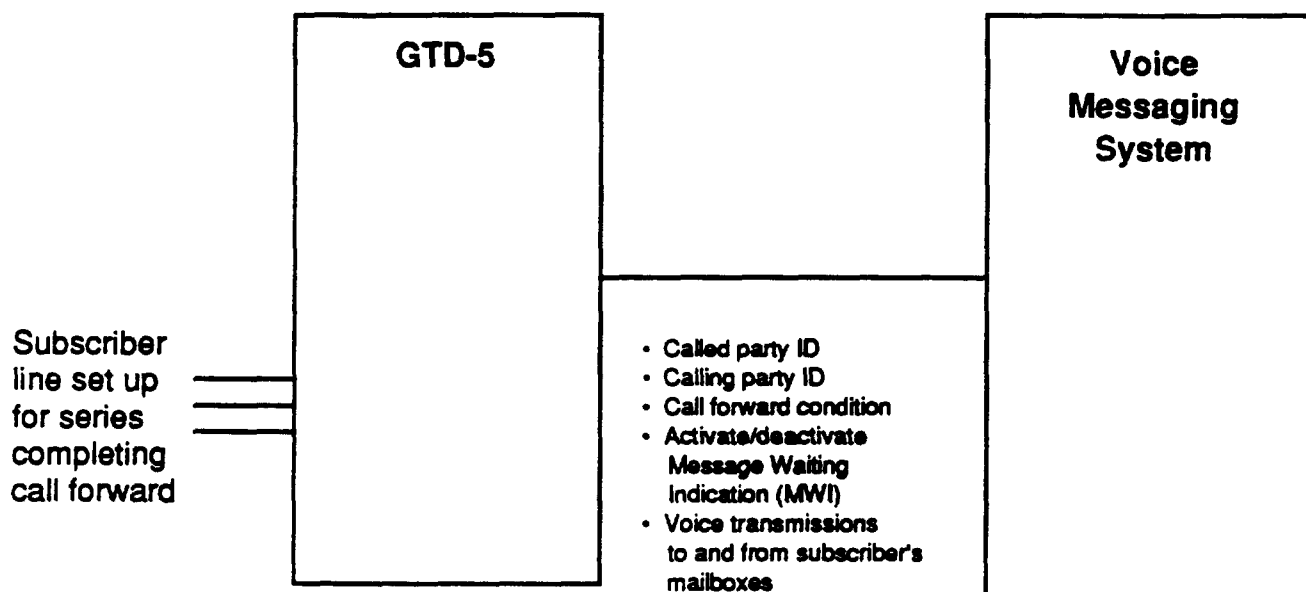 GTD-5
Voice
Messaging
System
Subscriber
line set up
for series
completing
call forward
• Called party ID
• Calling party ID
• Call forward condition
• Activate/deactivate
Message Waiting
Indication (MWI)
• Voice transmissions
to and from subscriber's
mailboxes